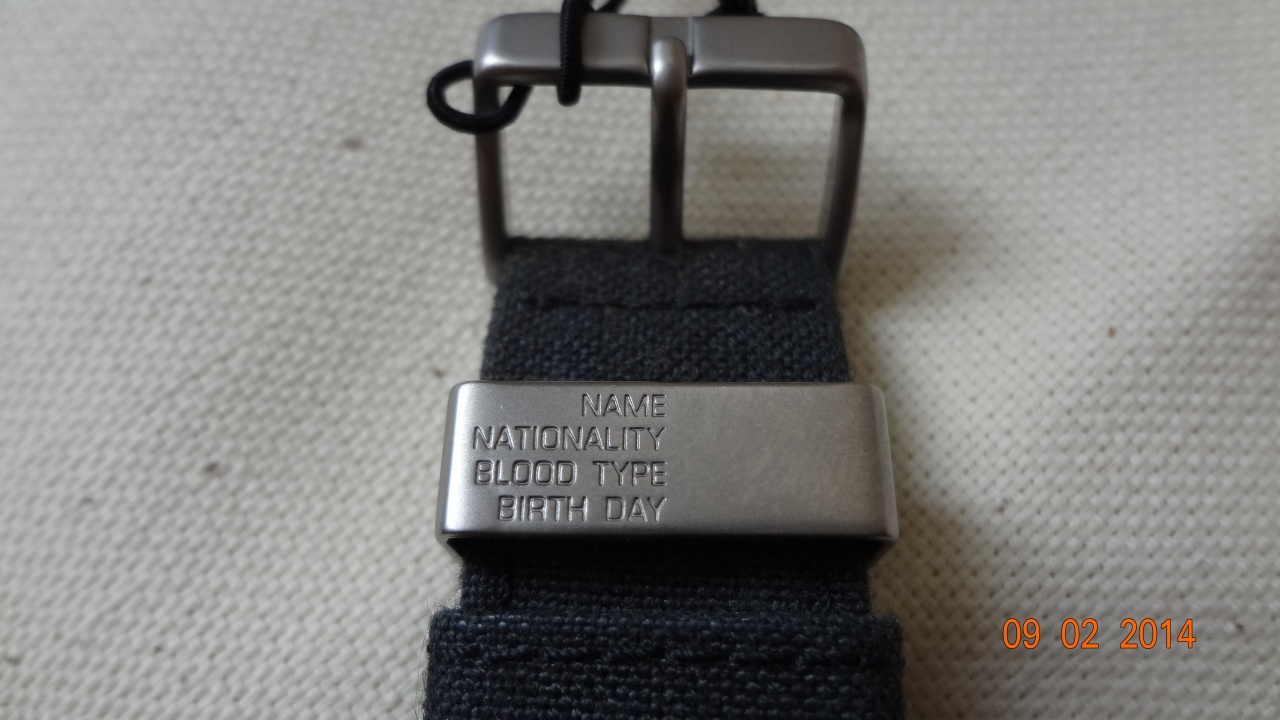 NAME
NATIONALITY
BLOOD TYPE
BIRTH DAY
09 02 2014